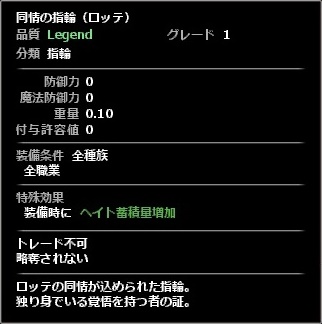 同情の指輪（ロッテ）
品質 Legend グレード 1
分類 指輪
防御力 0
魔法防御力 0
重量 0.10
付与許容値 0
装備条件 全種族
全職業
特殊効果
装備時に ヘイト蓄積量増加
トレード不可
略奪されない
ロッテの同情が込められた指輪。
独り身でいる覚悟を持つ者の証。